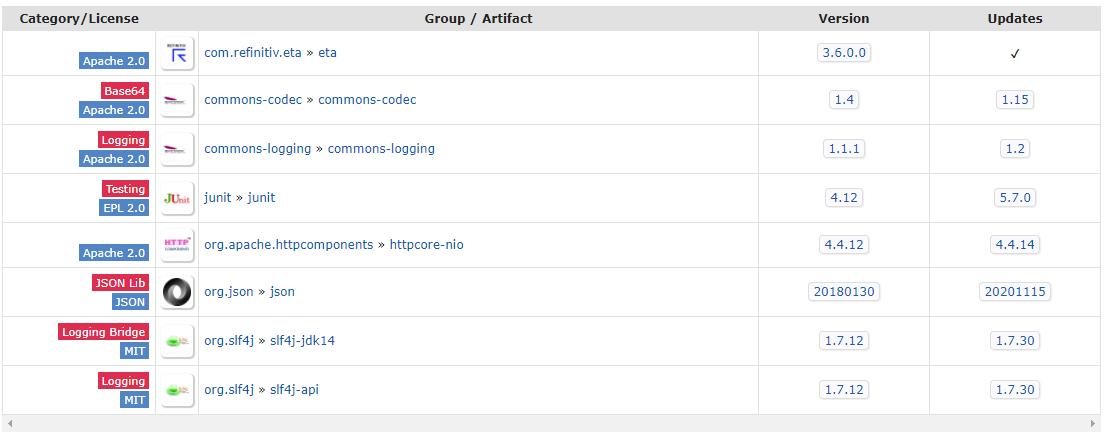 Category/License Group / Artifact Version Updates
Apache 2.0 com.refinitiv.eta » eta 3.6.0.0 ✓
Base64
Apache 2.0 commons-codec » commons-codec 1.4 1.15
Logging
Apache 2.0 commons-logging » commons-logging 1.1.1 1.2
Testing
EPL 2.0 JUnit junit » junit 4.12 5.7.0
Apache 2.0 HTTP org.apache.httpcomponents » httpcore-nio 4.4.12 4.4.14
JSON Lib
JSON org.json » json 20180130 20201115
Logging Bridge
MIT org.slf4j » slf4j-jdk14 1.7.12 1.7.30
Logging
MIT org.slf4j » slf4j-api 1.7.12 1.7.30